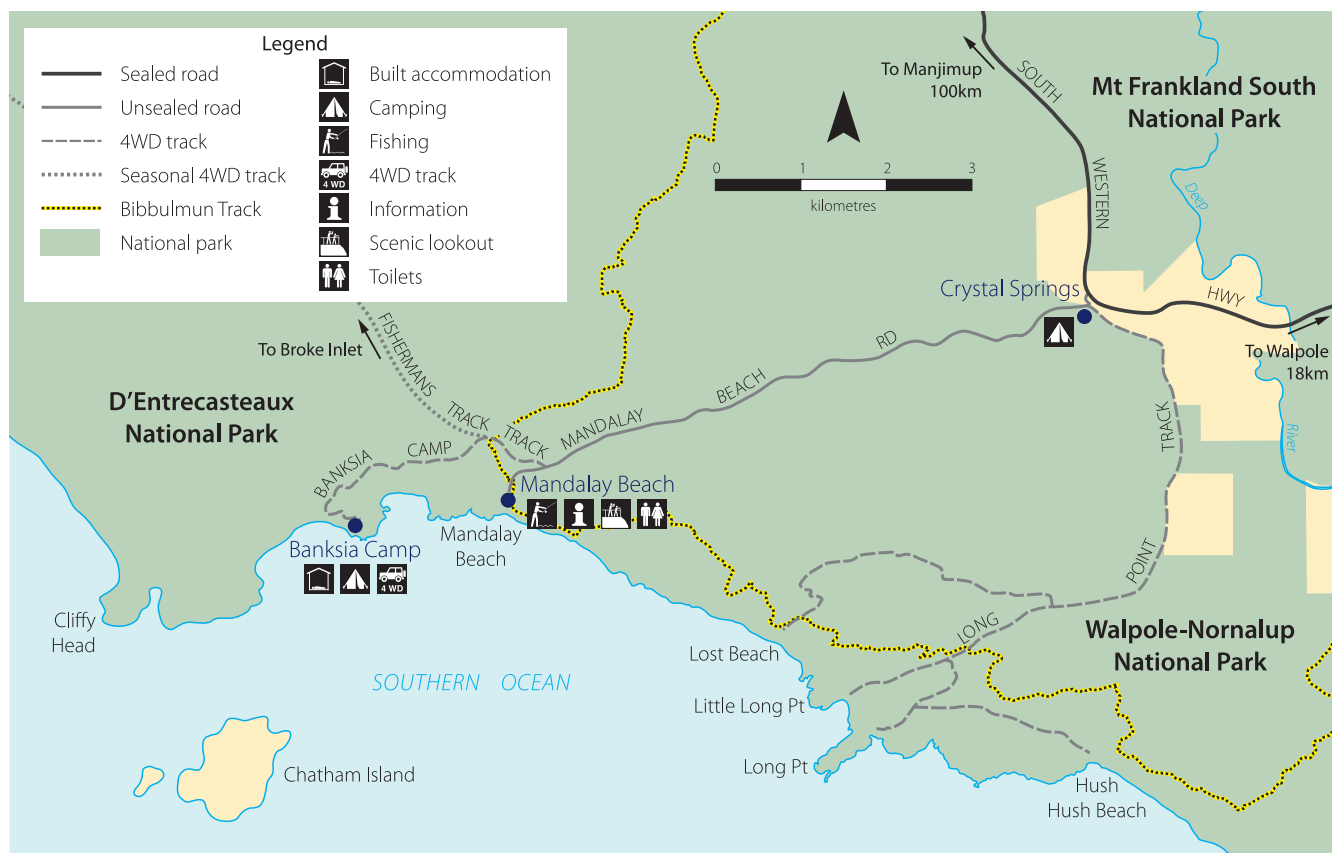 Legend
Sealed road
Unsealed road
4WD track
Seasonal 4WD track
Bibbulmun Track
National park
Built accommodation
Camping
Fishing
4 WD
4WD track
Information
Scenic lookout
Toilets
To Manjimup
100km
SOUTH
WESTERN
HWY
Mt Frankland South
National Park
0 1 2 3
kilometres
Deep
River
Crystal Springs
To Walpole
18km
To Broke Inlet
FISHERMANS
TRACK
TRACK
MANDALAY
BEACH
RD
D'Entrecasteaux
National Park
BANKSIA
CAMP
Mandalay Beach
Mandalay
Beach
Banksia Camp
4 WD
TRACK
POINT
LONG
Cliffy
Head
Lost Beach
Walpole-Nornalup
National Park
SOUTHERN OCEAN
Little Long Pt
Long Pt
Chatham Island
Hush
Hush Beach